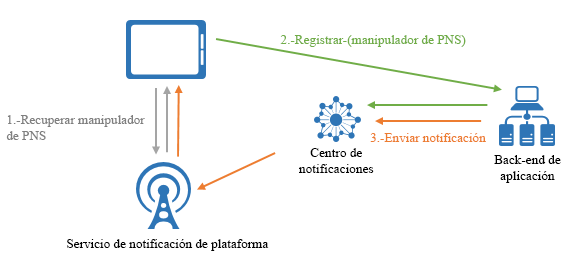 2.-Registrar-(manipulador de PNS)
1.-Recuperar manipulador
de PNS
3.-Enviar notificación
Centro de
notificaciones
Back-end de
aplicación
Servicio de notificación de plataforma